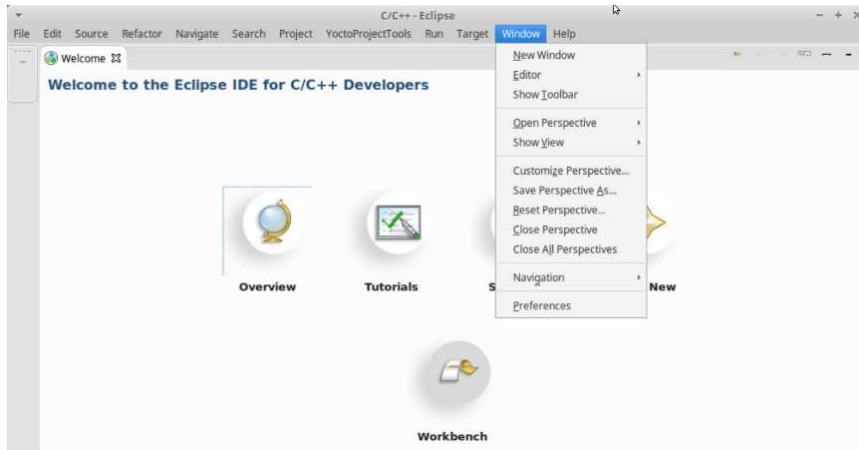 C/C++ - Eclipse
File Edit Source Refactor Navigate Search Project YoctoProjectTools Run Target Window Help
Welcome
Welcome to the Eclipse IDE for C/C++ Developers
New Window
Editor
Show Toolbar
Open Perspective
Show View
Customize Perspective...
Save Perspective As...
Reset Perspective...
Close Perspective
Close All Perspectives
Navigation
Preferences
Overview Tutorials S New
Workbench